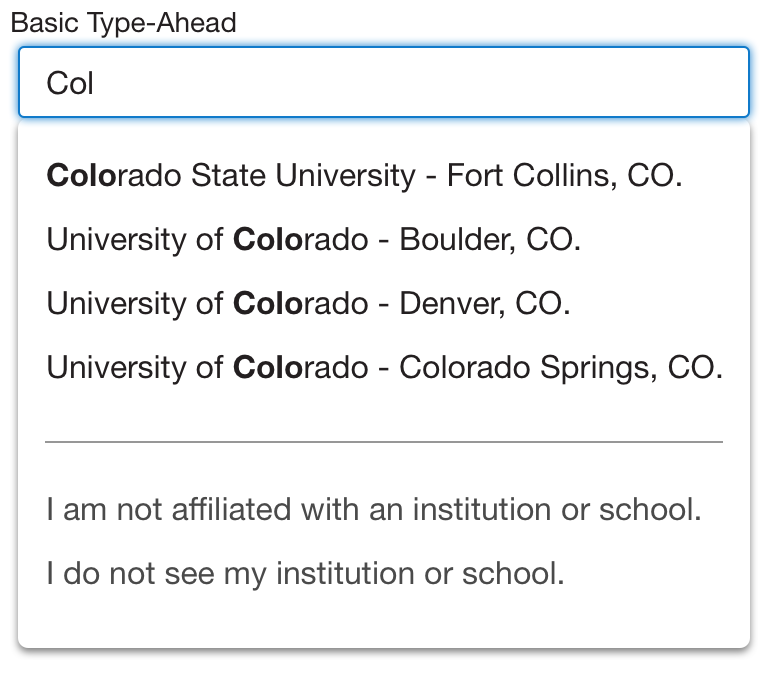 Basic Type-Ahead
Col
Colorado State University - Fort Collins, CO.
University of Colorado - Boulder, CO.
University of Colorado - Denver, CO.
University of Colorado - Colorado Springs, CO.
I am not affiliated with an institution or school.
I do not see my institution or school.